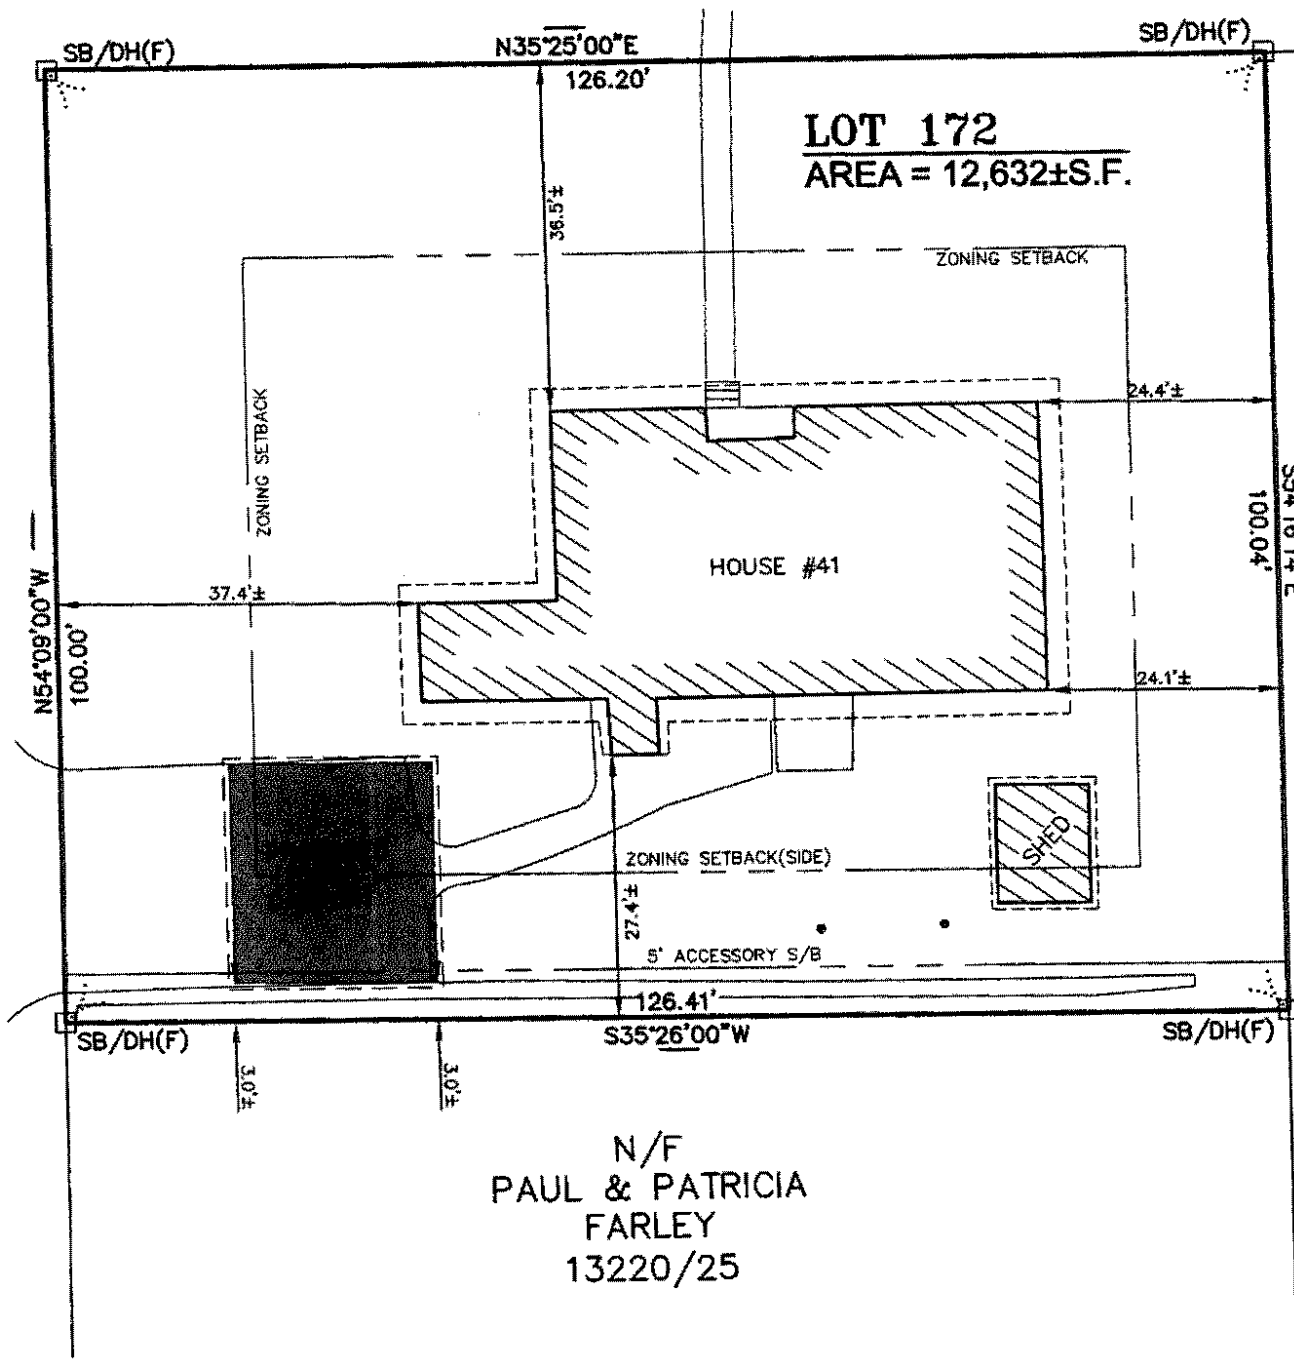 SB/DH(F)
N35°25'00"E
SB/DH(F)
126.20'
LOT 172
AREA = 12,632±S.F.
36.5'±
ZONING SETBACK
ZONING SETBACK
24.4'±
100.04'
HOUSE #41
37.4'±
N54°09'00"W
100.00'
24.1'±
SHED
ZONING SETBACK(SIDE)
27.4'±
5' ACCESSORY S/B
126.41'
SB/DH(F)
S35°26'00"W
SB/DH(F)
3.0'±
3.0'±
N/F
PAUL & PATRICIA
FARLEY
13220/25